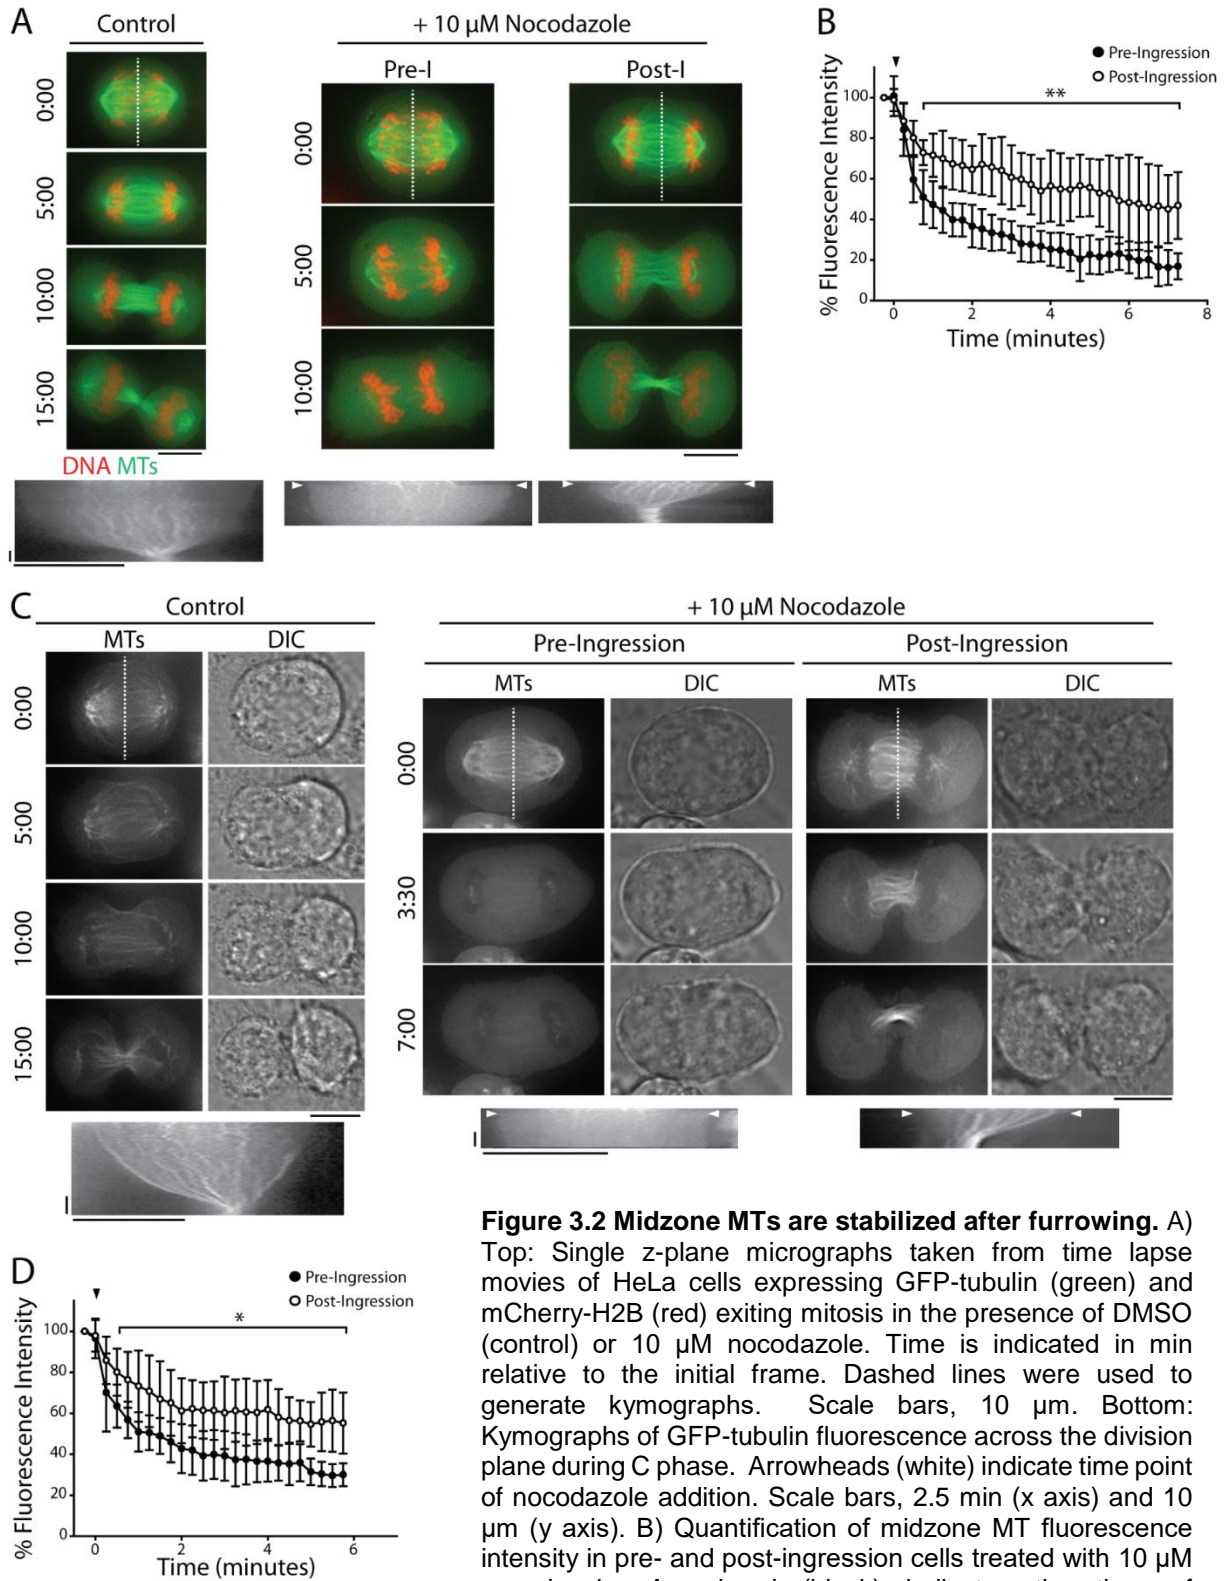 A
Control
+ 10 µM Nocodazole
Pre-I
Post-I
0:00
5:00
10:00
15:00
0:00
5:00
10:00
DNA MTs
B
% Fluorescence Intensity
Pre-Ingression
Post-Ingression
**
100
80
60
40
20
0
0 2 4 6 8
Time (minutes)
C
Control
MTs DIC
0:00
5:00
10:00
15:00
+ 10 µM Nocodazole
Pre-Ingression
Post-Ingression
MTs DIC MTs DIC
0:00
3:30
7:00
D
% Fluorescence Intensity
Pre-Ingression
Post-Ingression
*
100
80
60
40
20
0
0 2 4 6
Time (minutes)
Figure 3.2 Midzone MTs are stabilized after furrowing. A)
Top: Single z-plane micrographs taken from time lapse
movies of HeLa cells expressing GFP-tubulin (green) and
mCherry-H2B (red) exiting mitosis in the presence of DMSO
(control) or 10 µM nocodazole. Time is indicated in min
relative to the initial frame. Dashed lines were used to
generate kymographs. Scale bars, 10 µm. Bottom:
Kymographs of GFP-tubulin fluorescence across the division
plane during C phase. Arrowheads (white) indicate time point
of nocodazole addition. Scale bars, 2.5 min (x axis) and 10
µm (y axis). B) Quantification of midzone MT fluorescence
intensity in pre- and post-ingression cells treated with 10 µM